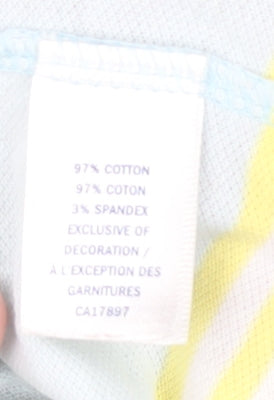 97% COTTON
97% COTON
3% SPANDEX
EXCLUSIVE OF
DECORATION /
A L'EXCEPTION DES
GARNITURES
CA17897